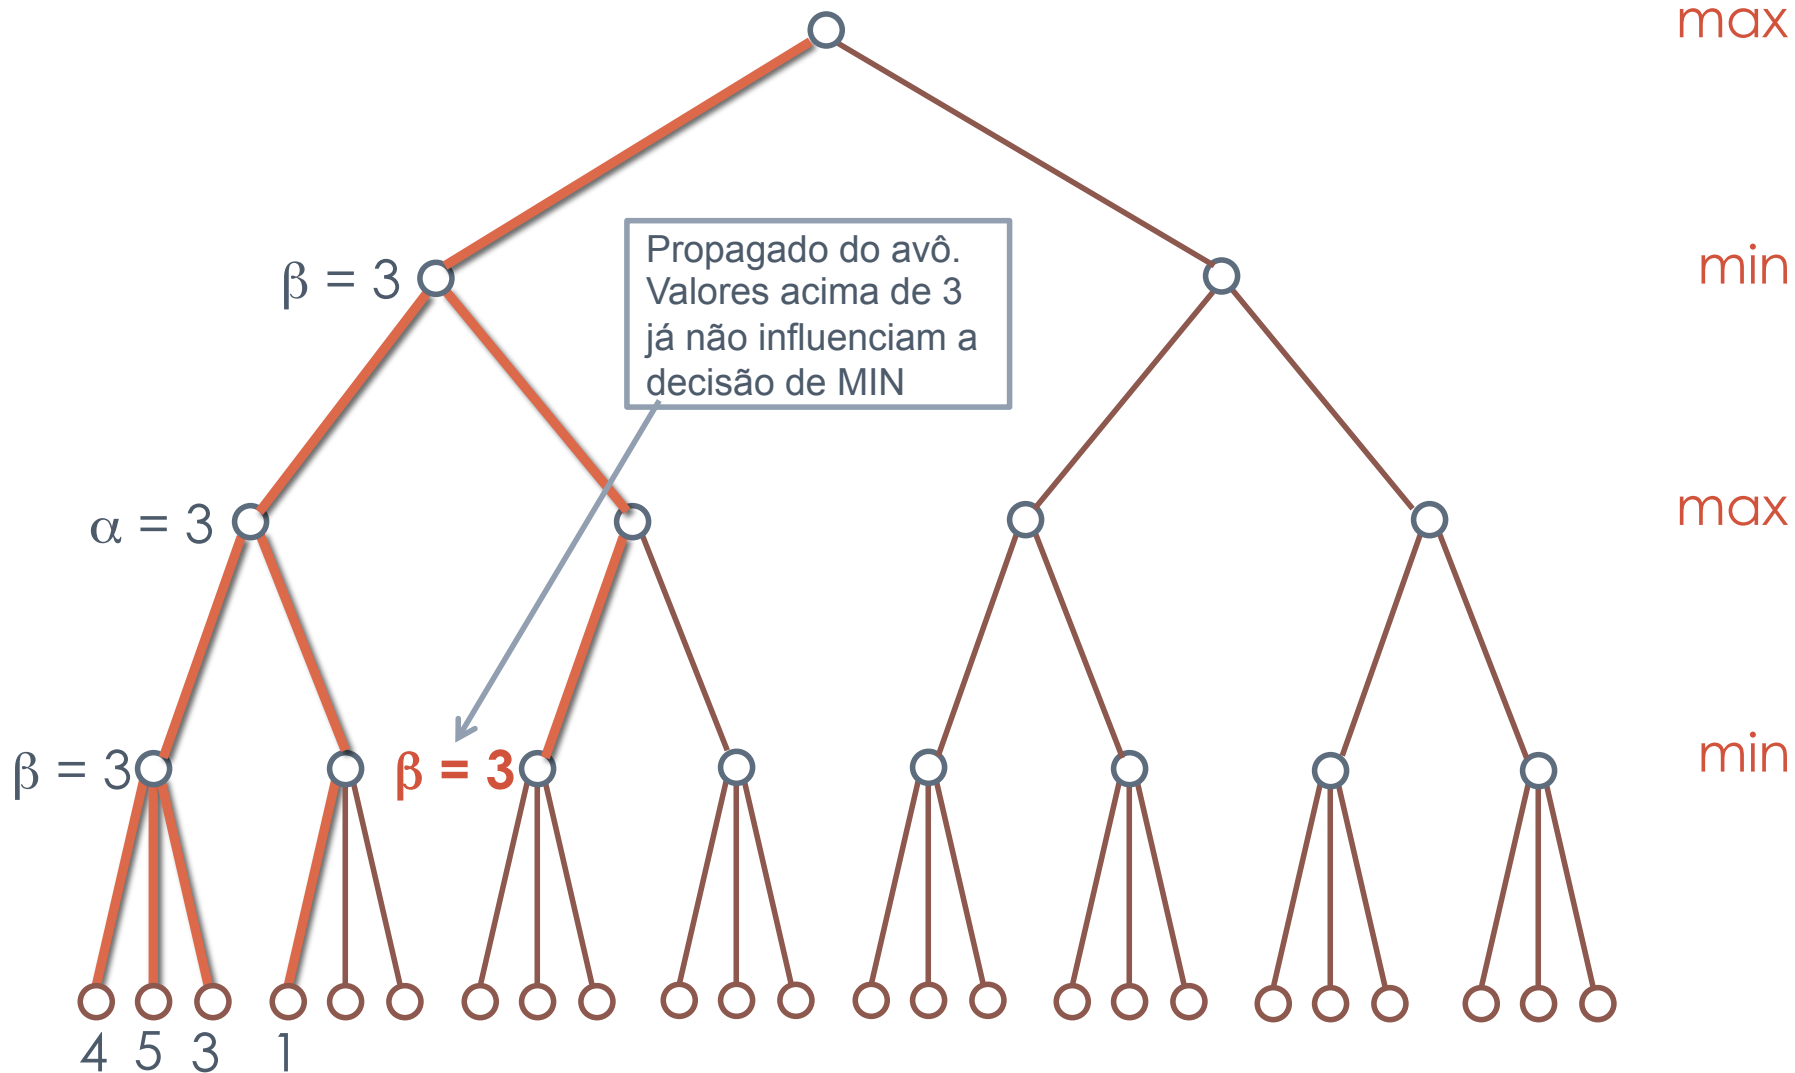 max
Propagado do avô.
Valores acima de 3
já não influenciam a
decisão de MIN
β = 3
min
α = 3
max
β = 3
β = 3
min
4 5 3 1